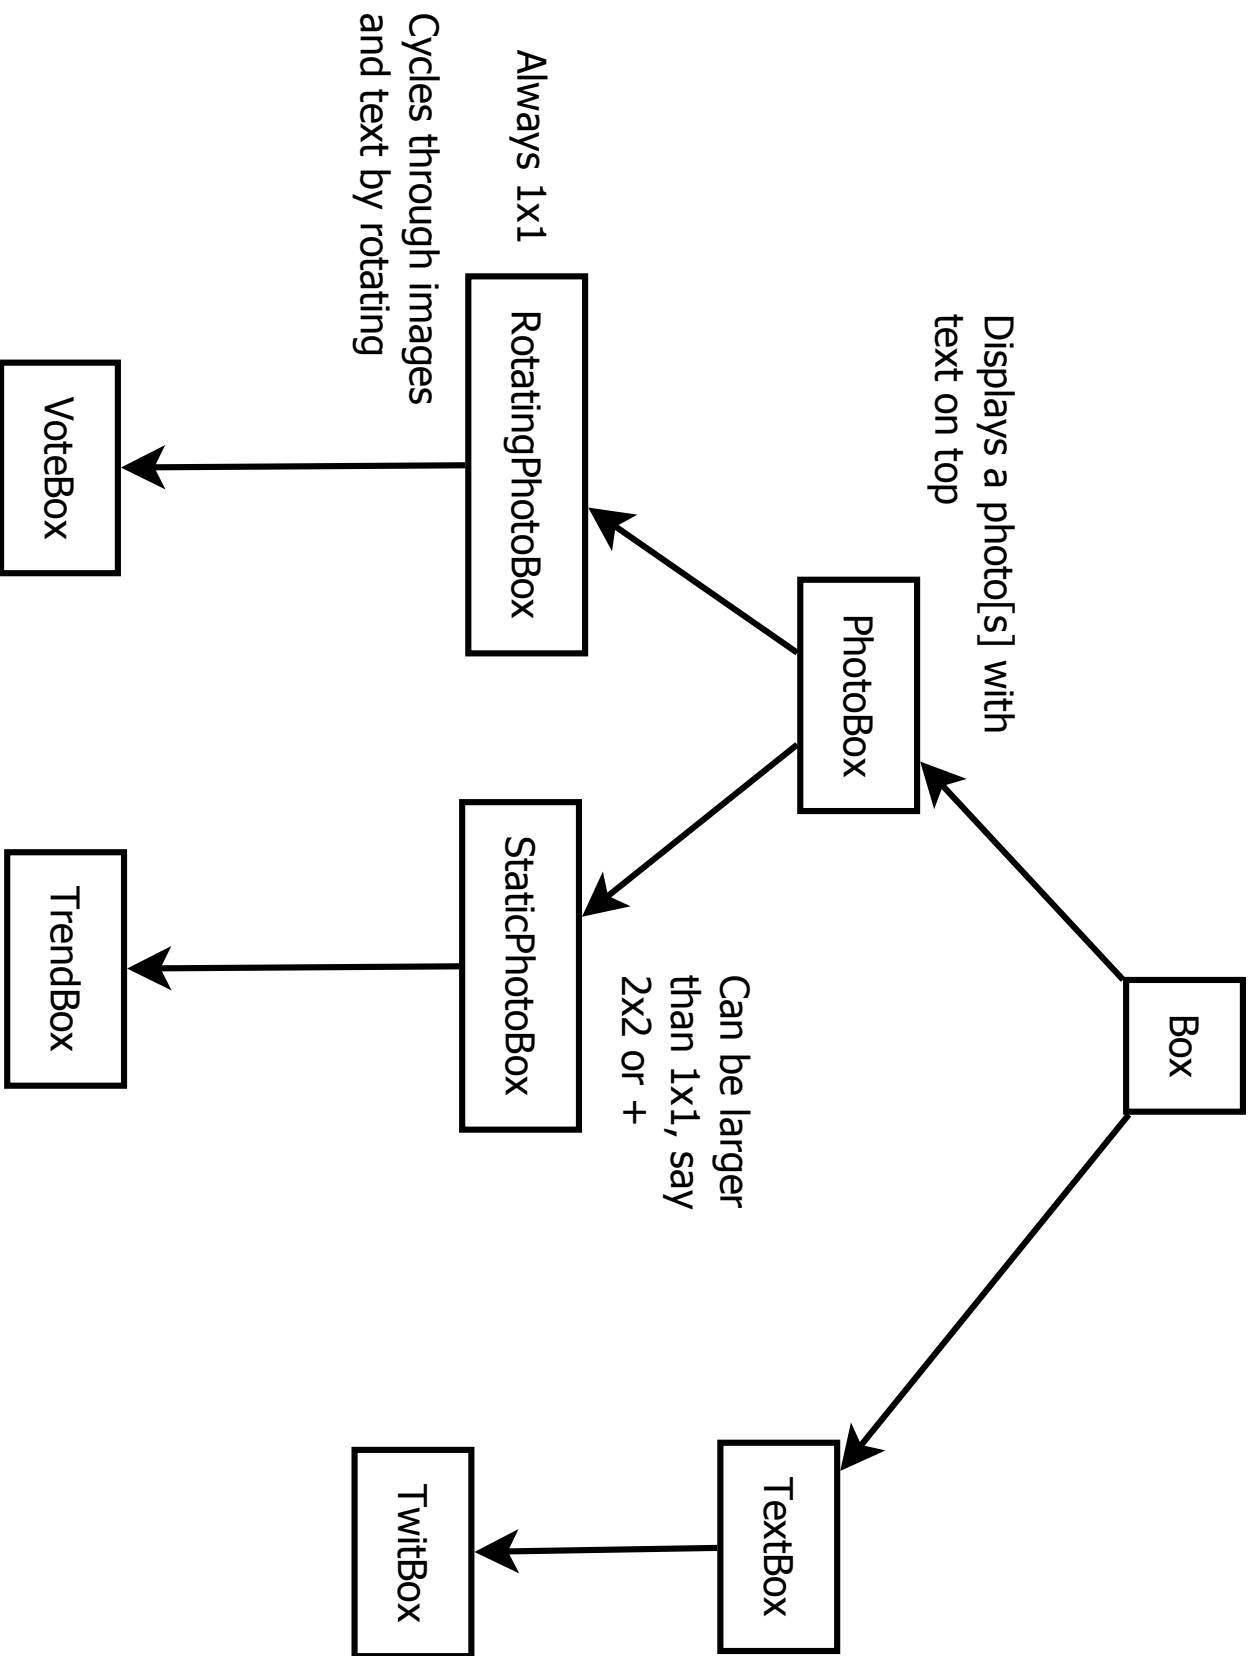 Box
Displays a photo[s] with
text on top
PhotoBox
TextBox
Can be larger
than 1x1, say
2x2 or +
Always 1x1
RotatingPhotoBox
StaticPhotoBox
Cycles through images
and text by rotating
TwitBox
VoteBox
TrendBox